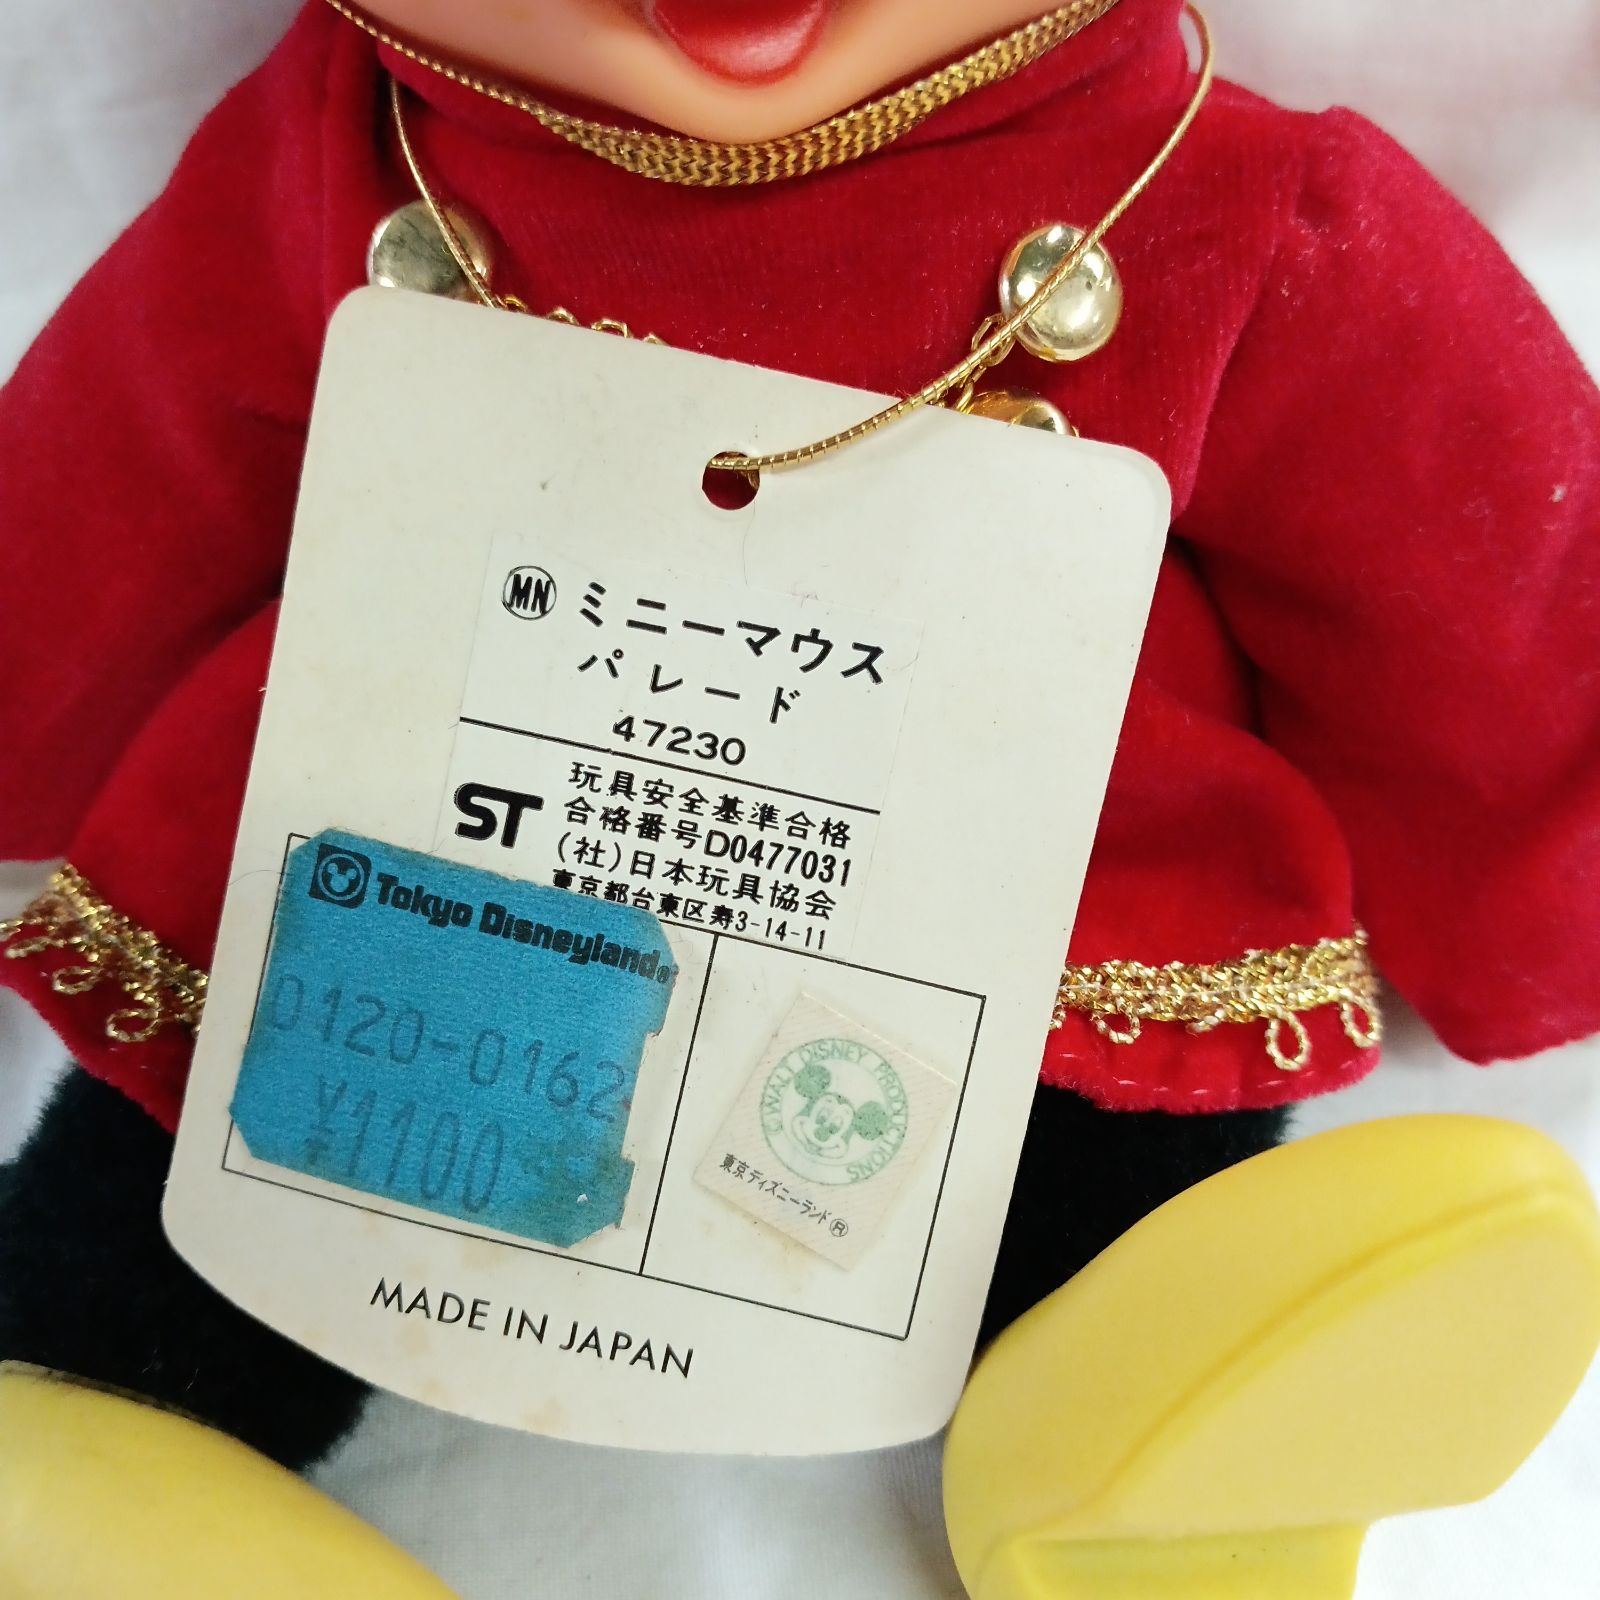 MN ミニーマウス
パレード
47230
ST 玩具安全基準合格
合格番号D0477031
(社)日本玩具協会
東京都台東区寿3-14-11
Tokyo Disneyland®
0120-0162
¥1100
© WALT DISNEY PRODUCTIONS
東京ディズニーランド®
MADE IN JAPAN